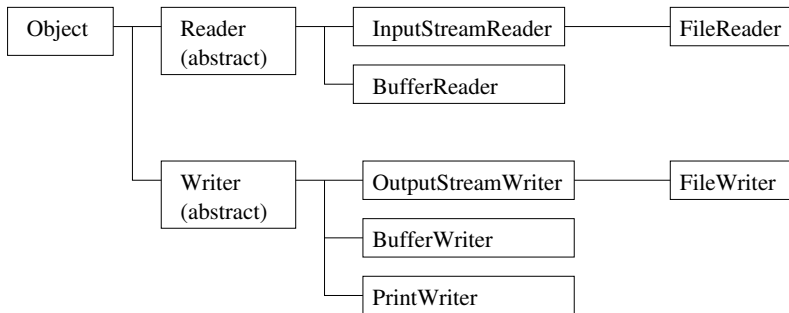 Object
Reader
(abstract)
InputStreamReader
FileReader
BufferReader
Writer
(abstract)
OutputStreamWriter
FileWriter
BufferWriter
PrintWriter